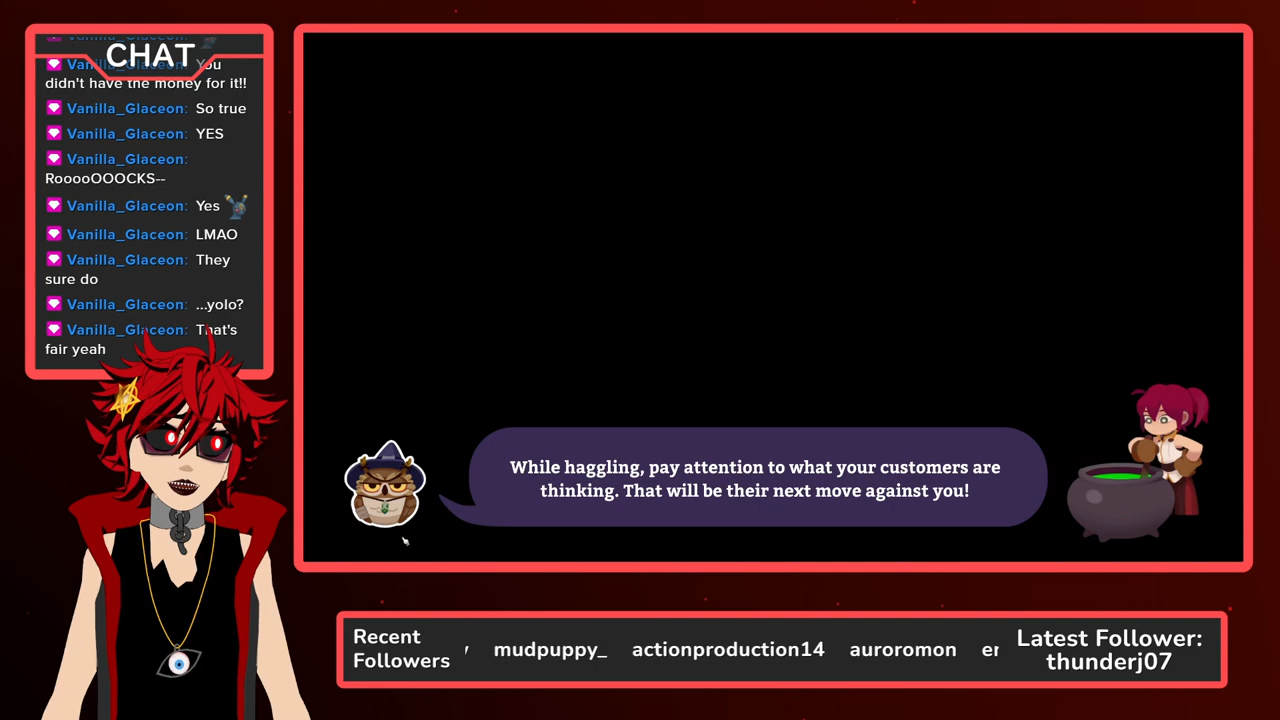 CHAT
Vanilla_Glaceon: You
didn't have the money for it!!
Vanilla_Glaceon: So true
Vanilla_Glaceon: YES
Vanilla_Glaceon:
RooooOOOCKS--
Vanilla_Glaceon: Yes
Vanilla_Glaceon: LMAO
Vanilla_Glaceon: They
sure do
Vanilla_Glaceon: ...yolo?
Vanilla_Glaceon: That's
fair yeah
While haggling, pay attention to what your customers are
thinking. That will be their next move against you!
Recent
Followers
mudpuppy_ actionproduction14 auroromon
Latest Follower:
thunderj07